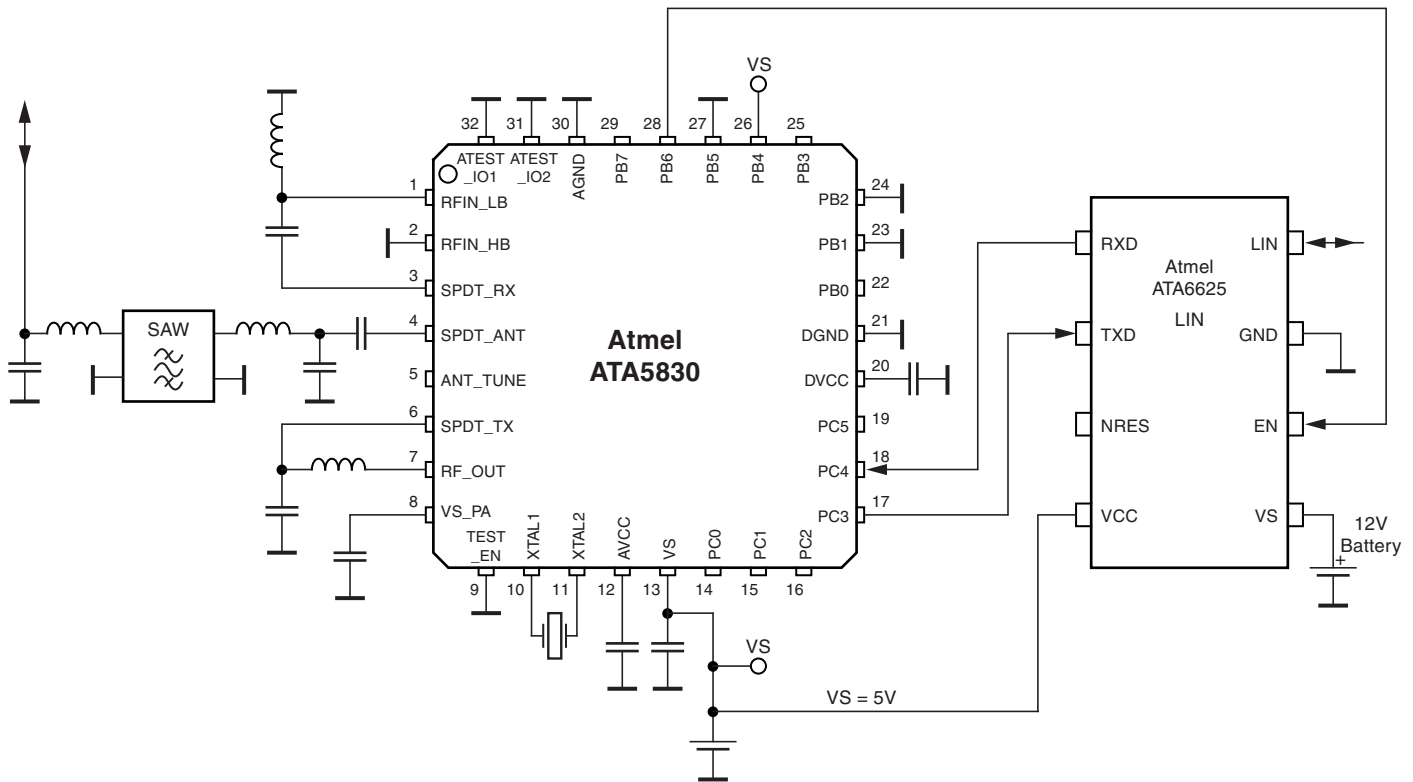 VS
32 31 30 29 28 27 26 25
ATEST _IO1
ATEST _IO2
AGND
PB7
PB6
PB5
PB4
PB3
1 RFIN_LB
2 RFIN_HB
3 SPDT_RX
4 SPDT_ANT
5 ANT_TUNE
6 SPDT_TX
7 RF_OUT
8 VS_PA
SAW
Atmel
ATA5830
24 PB2
23 PB1
22 PB0
21 DGND
20 DVCC
19 PC5
18 PC4
17 PC3
TEST _EN
XTAL1
XTAL2
AVCC
VS
PC0
PC1
PC2
9 10 11 12 13 14 15 16
VS
VS = 5V
Atmel
ATA6625
LIN
RXD
TXD
NRES
VCC
LIN
GND
EN
VS
12V
Battery
+